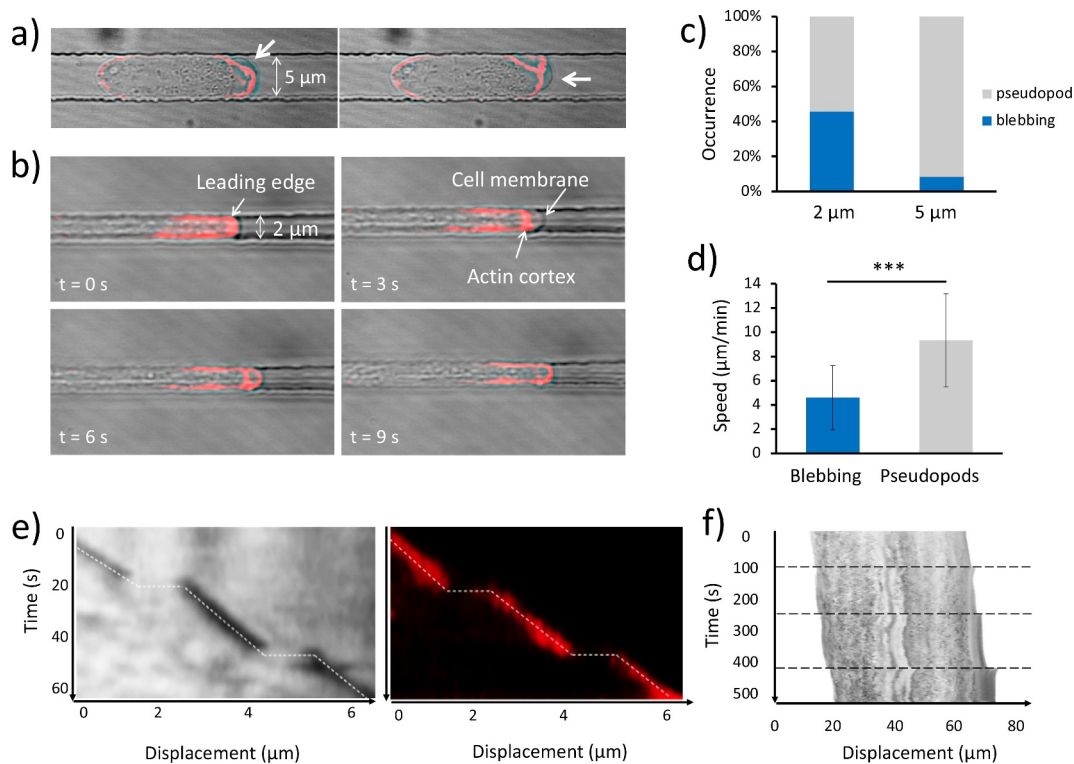 a)
5 μm
b)
Leading edge
2 μm
t = 0 s
Cell membrane
Actin cortex
t = 3 s
t = 6 s
t = 9 s
c)
Occurrence
100%
80%
60%
40%
20%
0%
2 μm
5 μm
pseudopod
blebbing
d)
***
Speed (μm/min)
14
12
10
8
6
4
2
0
Blebbing
Pseudopods
e)
Time (s)
0
20
40
60
0
2
4
6
Displacement (μm)
0
2
4
6
Displacement (μm)
f)
Time (s)
0
100
200
300
400
500
0
20
40
60
80
Displacement (μm)